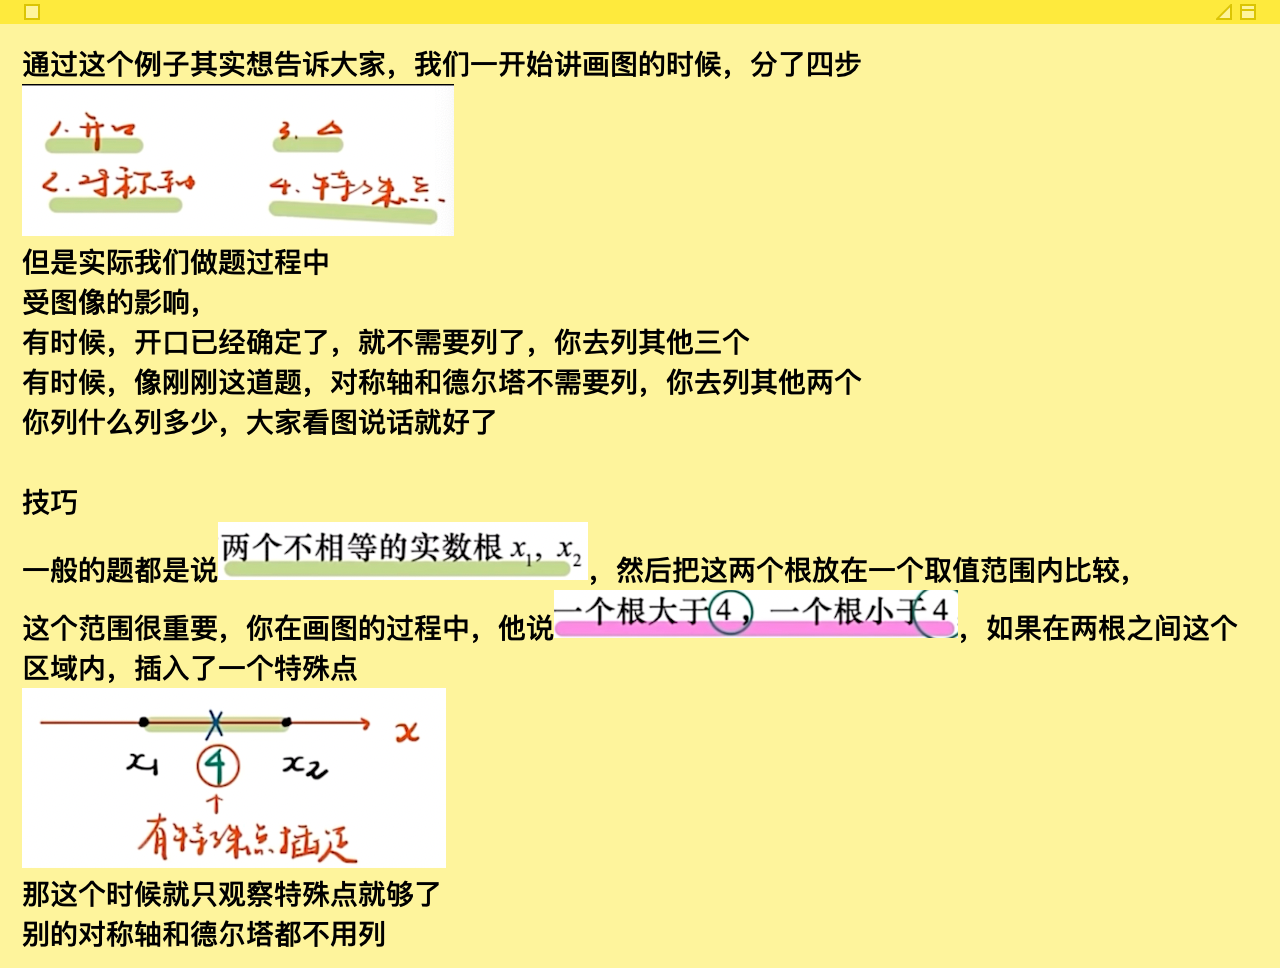 通过这个例子其实想告诉大家，我们一开始讲画图的时候，分了四步
1. 开口 3. △
2. 对称轴 4. 特殊点.
但是实际我们做题过程中
受图像的影响，
有时候，开口已经确定了，就不需要列了，你去列其他三个
有时候，像刚刚这道题，对称轴和德尔塔不需要列，你去列其他两个
你列什么列多少，大家看图说话就好了
技巧
一般的题都是说两个不相等的实数根 x₁, x₂，然后把这两个根放在一个取值范围内比较，
这个范围很重要，你在画图的过程中，他说一个根大于4，一个根小于4，如果在两根之间这个
区域内，插入了一个特殊点
x
x₁ 4 x₂
↑
有特殊点插足
那这个时候就只观察特殊点就够了
别的对称轴和德尔塔都不用列